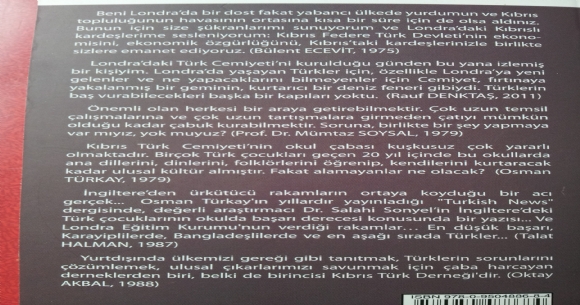 Beni Londra'da bir dost fakat yabancı ülkede yurdumun ve Kıbrıs
topluluğunun havasının ortasına kısa bir süre için de olsa aldınız.
Bunun için size şükranlarımı sunuyorum ve Londra'daki Kıbrıslı
kardeşlerime sesleniyorum: Kıbrıs Federe Türk Devleti'nin ekono-
misini, ekonomik özgürlüğünü, Kıbrıs'taki kardeşlerinizle birlikte
sizlere emanet ediyoruz. (Bülent ECEVİT, 1975)
Londra'daki Türk Cemiyeti'ni kurulduğu günden bu yana izlemiş
bir kişiyim. Londra'da yaşayan Türkler için, özellikle Londra'ya yeni
gelenler ve ne yapacaklarını bilmeyenler için Cemiyet, fırtınaya
yakalanmış bir geminin, kurtarıcı bir deniz feneri gibiydi. Türklerin
baş vurabilecekleri başka bir kapıları yoktu. (Rauf DENKTAŞ, 2011)
Önemli olan herkesi bir araya getirebilmektir. Çok uzun temsil
çalışmalarına ve çok uzun tartışmalara girmeden çatıyı mümkün
olduğu kadar çabuk kurabilmektir. Soruna, birlikte bir şey yapmaya
var mıyız, yok muyuz? (Prof. Dr. Mümtaz SOYSAL, 1979)
Kıbrıs Türk Cemiyeti'nin okul çabası kuşkusuz çok yararlı
olmaktadır. Birçok Türk çocukları geçen 20 yıl içinde bu okullarda
ana dillerini, dinlerini, folklörlerini öğrenip, kendilerini kurtaracak
kadar ulusal kültür almıştır. Fakat alamayanlar ne olacak? (Osman
TÜRKAY, 1979)
İngiltere'den ürkütücü rakamların ortaya koyduğu bir acı
gerçek... Osman Türkay'ın yıllardır yayınladığı "Turkish News"
dergisinde, değerli araştırmacı Dr. Salahi Sonyel'in İngiltere'deki
Türk çocuklarının okulda başarı derecesi konusunda bir yazısı... Ve
Londra Eğitim Kurumu'nun verdiği rakamlar... En düşük başarı,
Karayiplilerde, Bangladeşlilerde ve en aşağı sırada Türkler... (Talat
HALMAN, 1987)
Yurtdışında ülkemizi gereği gibi tanıtmak, Türklerin sorunlarını
çözümlemek, ulusal çıkarlarımızı savunmak için çaba harcayan
derneklerden biri, belki de birincisi Kıbrıs Türk Derneği'dir. (Oktay
AKBAL, 1988)
ISBN 978-0-9504806-6-4